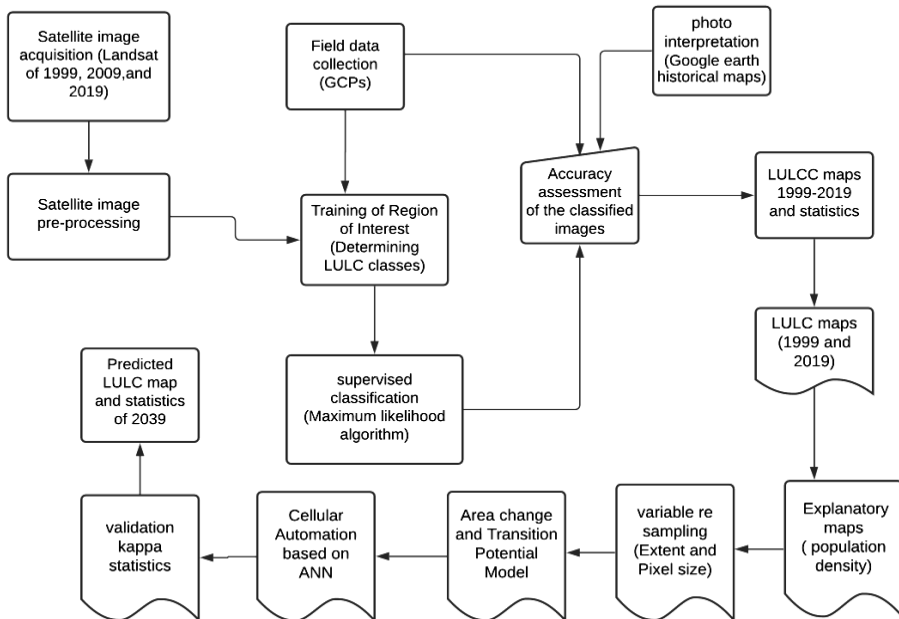 Satellite image
acquisition (Landsat
of 1999, 2009,and
2019)
Field data
collection
(GCPs)
photo
interpretation
(Google earth
historical maps)
Satellite image
pre-processing
Training of Region
of Interest
(Determining
LULC classes)
Accuracy
assessment
of the classified
images
LULCC maps
1999-2019
and statistics
LULC maps
(1999 and
2019)
supervised
classification
(Maximum likelihood
algorithm)
Predicted
LULC map
and statistics
of 2039
validation
kappa
statistics
Cellular
Automation
based on
ANN
Area change
and Transition
Potential
Model
variable re
sampling
(Extent and
Pixel size)
Explanatory
maps
( population
density)